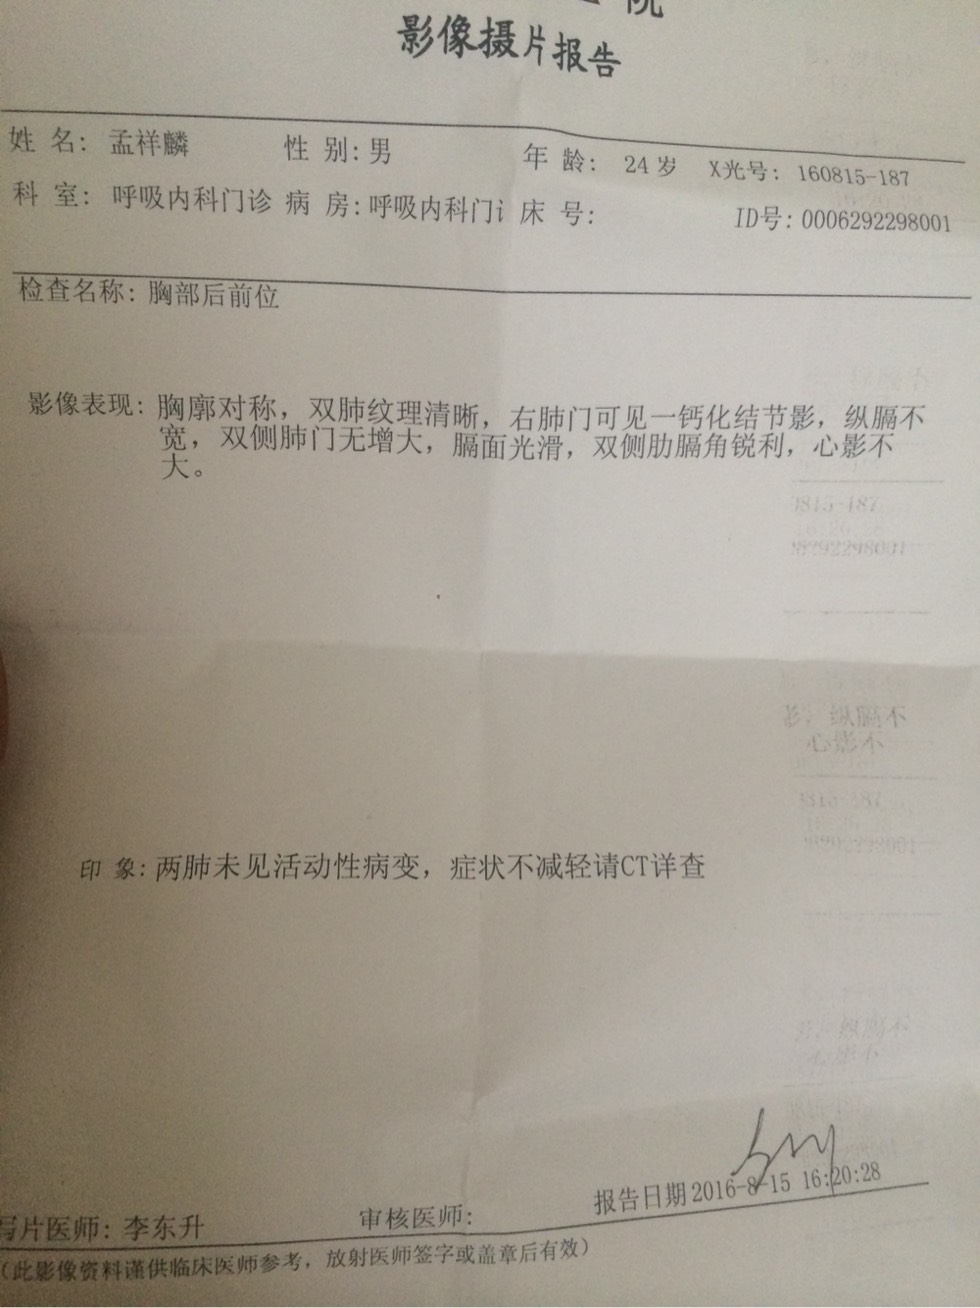 院
影像摄片报告
姓 名: 孟祥麟 性 别: 男 年 龄: 24 岁 X光号: 160815-187
科 室: 呼吸内科门诊 病 房: 呼吸内科门 床 号: ID号: 0006292298001
检查名称: 胸部后前位
影像表现: 胸廓对称，双肺纹理清晰，右肺门可见一钙化结节影，纵膈不
宽，双侧肺门无增大，膈面光滑，双侧肋膈角锐利，心影不
大。
印 象: 两肺未见活动性病变，症状不减轻请CT详查
报告日期 2016-8-15 16:20:28
写片医师: 李东升 审核医师:
（此影像资料谨供临床医师参考，放射医师签字或盖章后有效）